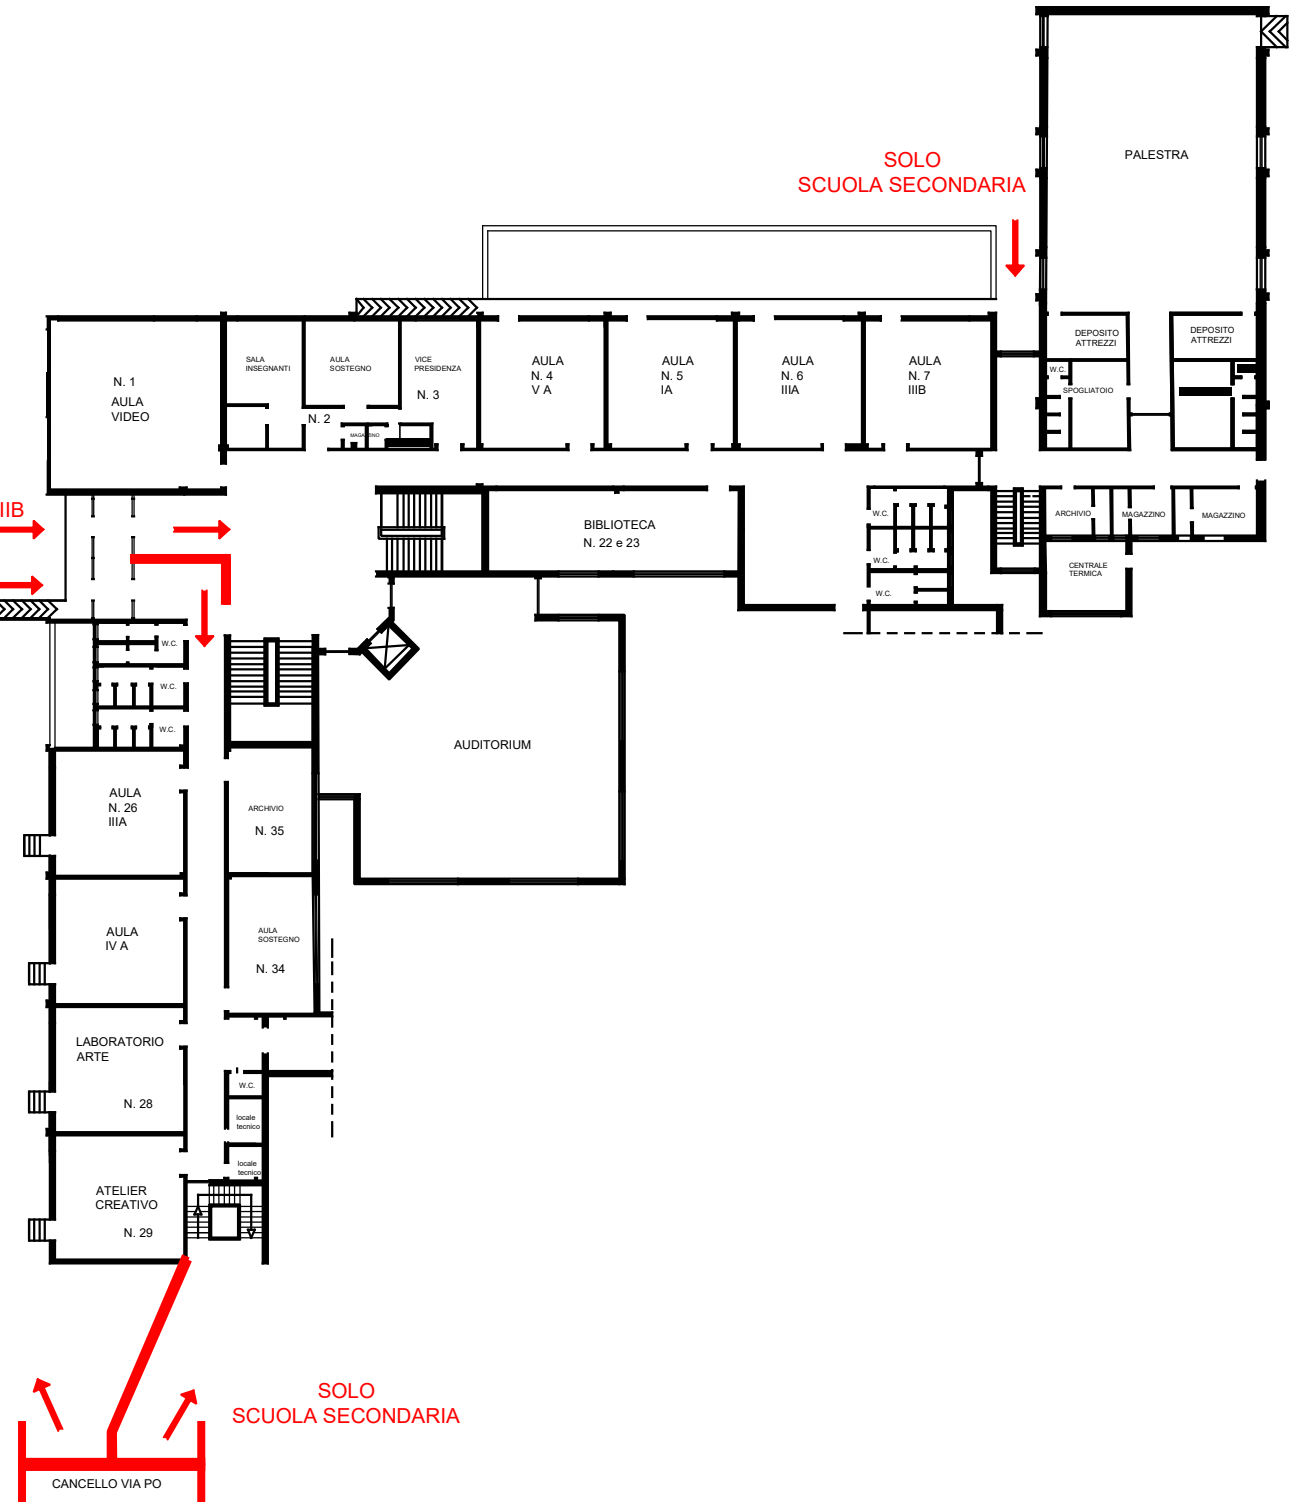 PALESTRA
SOLO
SCUOLA SECONDARIA
DEPOSITO
ATTREZZI
DEPOSITO
ATTREZZI
W.C.
SPOGLIATOIO
N. 1
AULA
VIDEO
SALA
INSEGNANTI
AULA
SOSTEGNO
N. 2
MAGAZZINO
VICE
PRESIDENZA
N. 3
AULA
N. 4
V A
AULA
N. 5
IA
AULA
N. 6
IIIA
AULA
N. 7
IIIB
IIB
BIBLIOTECA
N. 22 e 23
W.C.
W.C.
W.C.
ARCHIVIO
MAGAZZINO
MAGAZZINO
CENTRALE
TERMICA
W.C.
W.C.
W.C.
AUDITORIUM
AULA
N. 26
IIIA
ARCHIVIO
N. 35
AULA
IV A
AULA
SOSTEGNO
N. 34
LABORATORIO
ARTE
N. 28
W.C.
locale
tecnico
locale
tecnico
ATELIER
CREATIVO
N. 29
SOLO
SCUOLA SECONDARIA
CANCELLO VIA PO